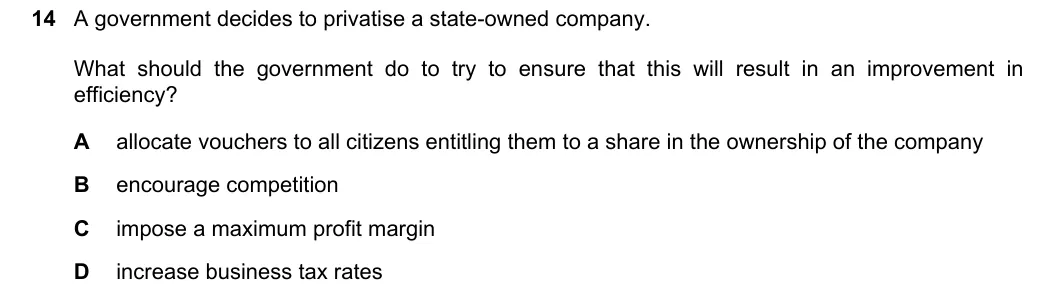 14 A government decides to privatise a state-owned company.
What should the government do to try to ensure that this will result in an improvement in
efficiency?
A allocate vouchers to all citizens entitling them to a share in the ownership of the company
B encourage competition
C impose a maximum profit margin
D increase business tax rates